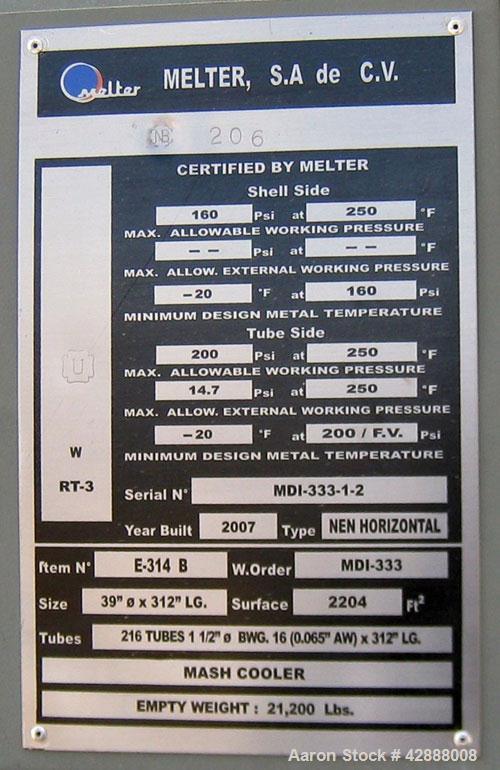 Melter MELTER, S.A de C.V.
NB 206
CERTIFIED BY MELTER
Shell Side
160 Psi at 250 °F
MAX. ALLOWABLE WORKING PRESSURE
-- Psi at -- °F
MAX. ALLOW. EXTERNAL WORKING PRESSURE
-20 °F at 160 Psi
MINIMUM DESIGN METAL TEMPERATURE
Tube Side
200 Psi at 250 °F
MAX. ALLOWABLE WORKING PRESSURE
14.7 Psi at 250 °F
MAX. ALLOW. EXTERNAL WORKING PRESSURE
-20 °F at 200 / F.V. Psi
MINIMUM DESIGN METAL TEMPERATURE
U
W
RT-3
Serial N° MDI-333-1-2
Year Built 2007 Type NEN HORIZONTAL
Item N° E-314 B W.Order MDI-333
Size 39" ø x 312" LG. Surface 2204 Ft²
Tubes 216 TUBES 1 1/2" ø BWG. 16 (0.065" AW) x 312" LG.
MASH COOLER
EMPTY WEIGHT : 21,200 Lbs.
Aaron Stock # 42888008